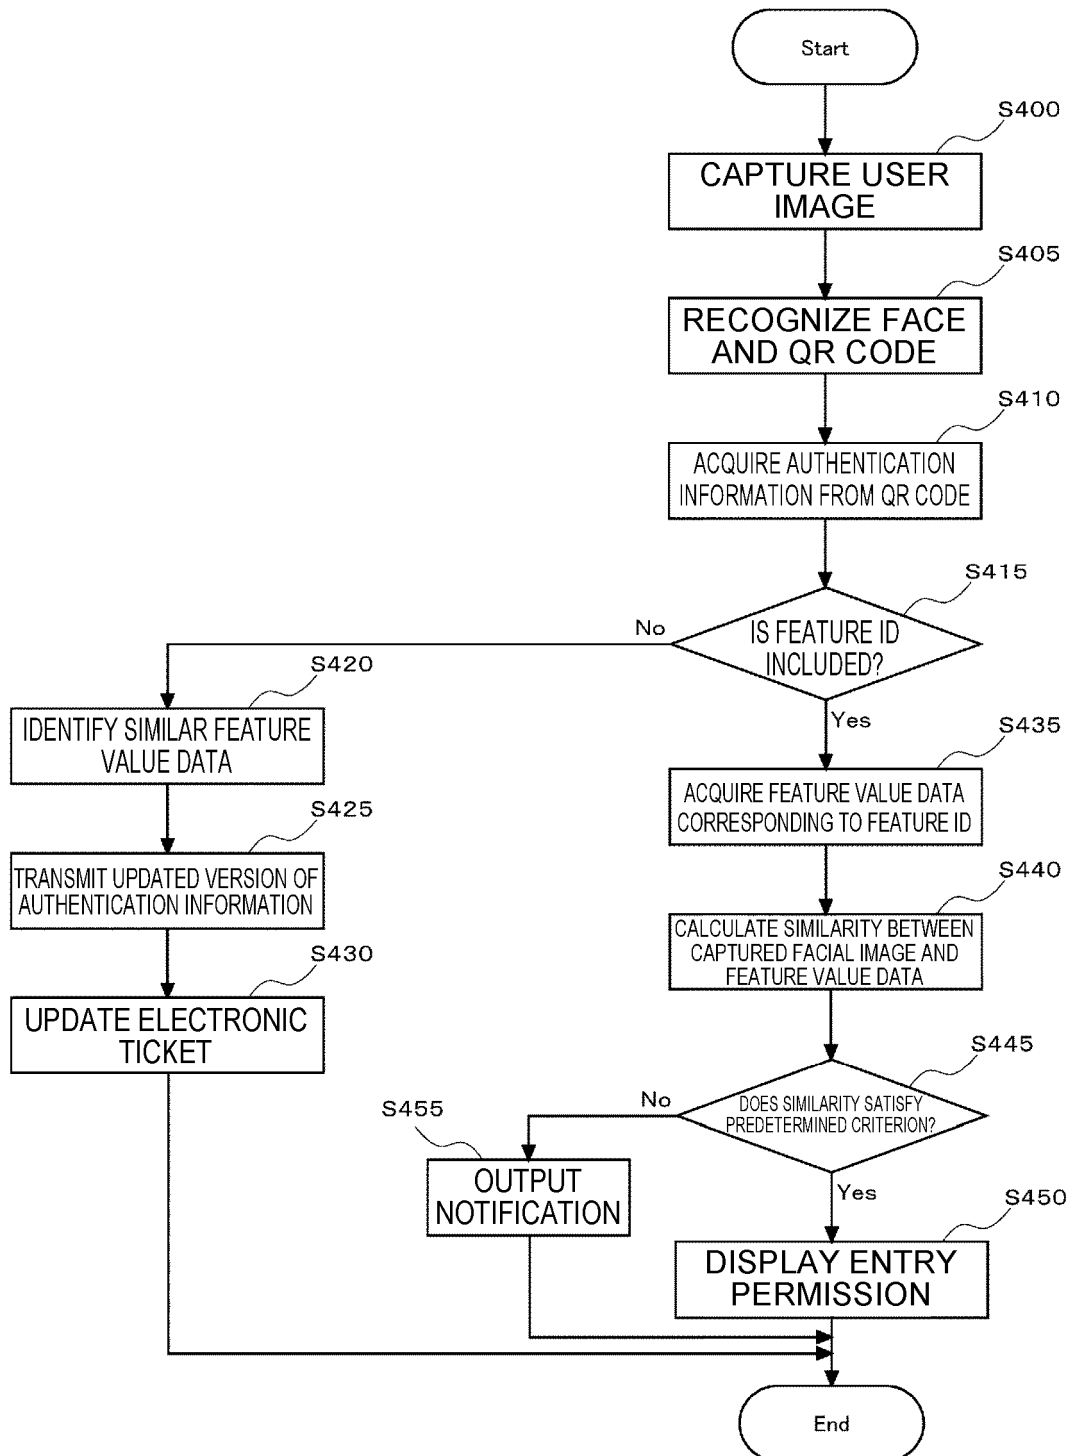 Start
S400
CAPTURE USER
IMAGE
S405
RECOGNIZE FACE
AND QR CODE
S410
ACQUIRE AUTHENTICATION
INFORMATION FROM QR CODE
S415
IS FEATURE ID
INCLUDED?
No
Yes
S420
IDENTIFY SIMILAR FEATURE
VALUE DATA
S425
TRANSMIT UPDATED VERSION OF
AUTHENTICATION INFORMATION
S430
UPDATE ELECTRONIC
TICKET
S435
ACQUIRE FEATURE VALUE DATA
CORRESPONDING TO FEATURE ID
S440
CALCULATE SIMILARITY BETWEEN
CAPTURED FACIAL IMAGE AND
FEATURE VALUE DATA
S445
DOES SIMILARITY SATISFY
PREDETERMINED CRITERION?
No
Yes
S455
OUTPUT
NOTIFICATION
S450
DISPLAY ENTRY
PERMISSION
End